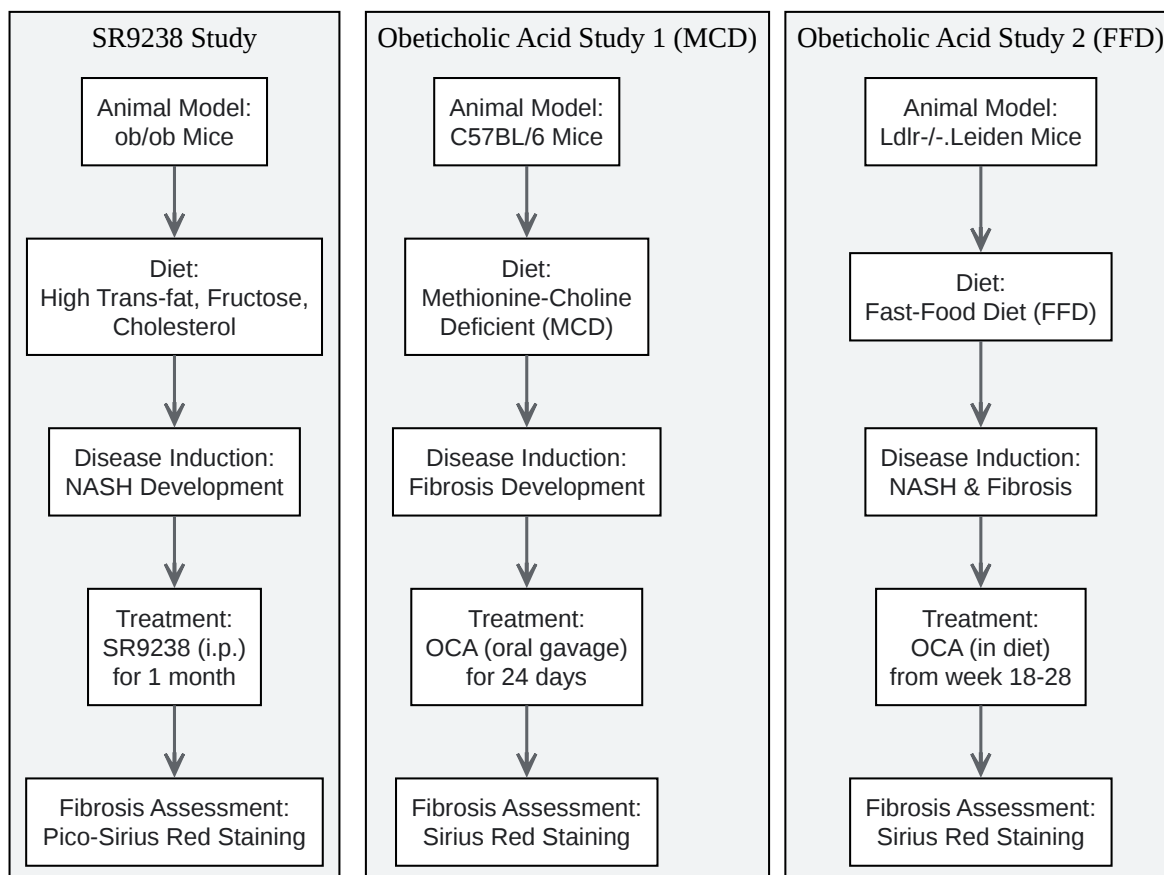 SR9238 Study
Animal Model:
ob/ob Mice
Diet:
High Trans-fat, Fructose,
Cholesterol
Disease Induction:
NASH Development
Treatment:
SR9238 (i.p.)
for 1 month
Fibrosis Assessment:
Pico-Sirius Red Staining
Obeticholic Acid Study 1 (MCD)
Animal Model:
C57BL/6 Mice
Diet:
Methionine-Choline
Deficient (MCD)
Disease Induction:
Fibrosis Development
Treatment:
OCA (oral gavage)
for 24 days
Fibrosis Assessment:
Sirius Red Staining
Obeticholic Acid Study 2 (FFD)
Animal Model:
Ldlr-/-.Leiden Mice
Diet:
Fast-Food Diet (FFD)
Disease Induction:
NASH & Fibrosis
Treatment:
OCA (in diet)
from week 18-28
Fibrosis Assessment:
Sirius Red Staining